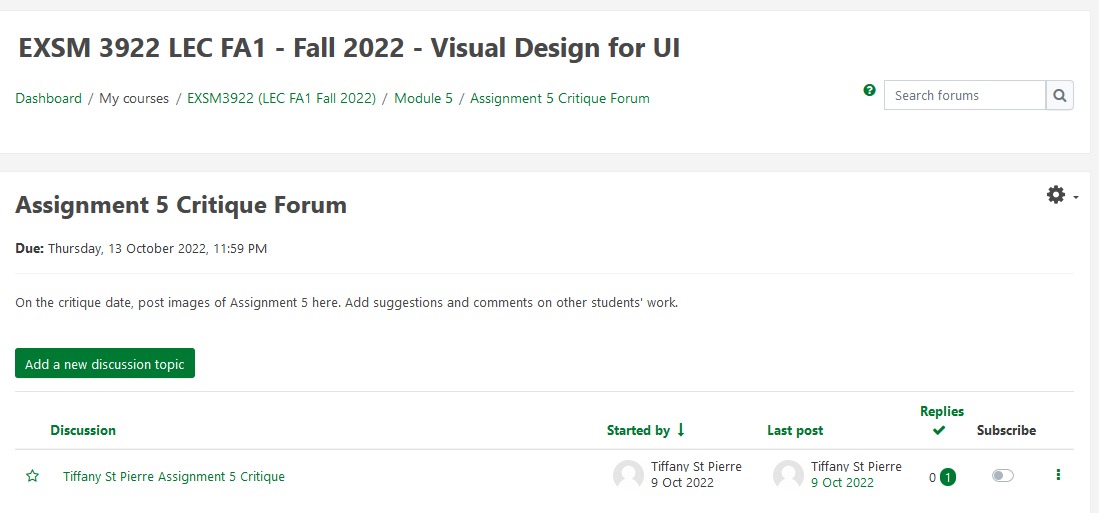 EXSM 3922 LEC FA1 - Fall 2022 - Visual Design for UI
Dashboard / My courses / EXSM3922 (LEC FA1 Fall 2022) / Module 5 / Assignment 5 Critique Forum
Search forums
Assignment 5 Critique Forum
Due: Thursday, 13 October 2022, 11:59 PM
On the critique date, post images of Assignment 5 here. Add suggestions and comments on other students' work.
Add a new discussion topic
Discussion Started by ↓ Last post Replies ✔ Subscribe
Tiffany St Pierre Assignment 5 Critique
Tiffany St Pierre
9 Oct 2022
Tiffany St Pierre
9 Oct 2022
0 1